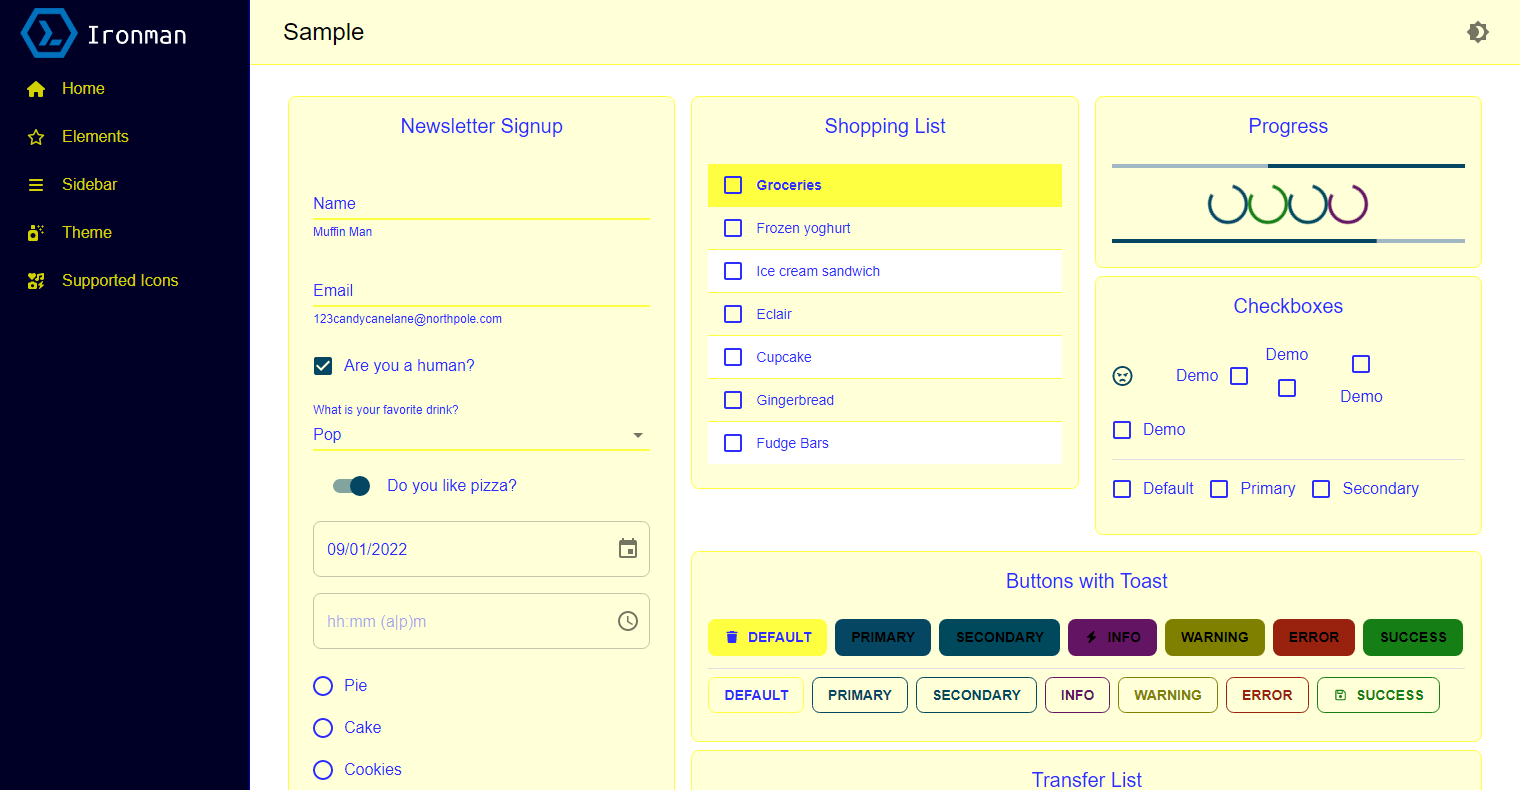 Ironman
Home
Elements
Sidebar
Theme
Supported Icons
Sample
Newsletter Signup
Name
Muffin Man
Email
123candycanelane@northpole.com
Are you a human?
What is your favorite drink?
Pop
Do you like pizza?
09/01/2022
hh:mm (a|p)m
Pie
Cake
Cookies
Shopping List
Groceries
Frozen yoghurt
Ice cream sandwich
Eclair
Cupcake
Gingerbread
Fudge Bars
Progress
Checkboxes
Demo
Demo
Demo
Demo
Default Primary Secondary
Buttons with Toast
DEFAULT PRIMARY SECONDARY INFO WARNING ERROR SUCCESS
DEFAULT PRIMARY SECONDARY INFO WARNING ERROR SUCCESS
Transfer List